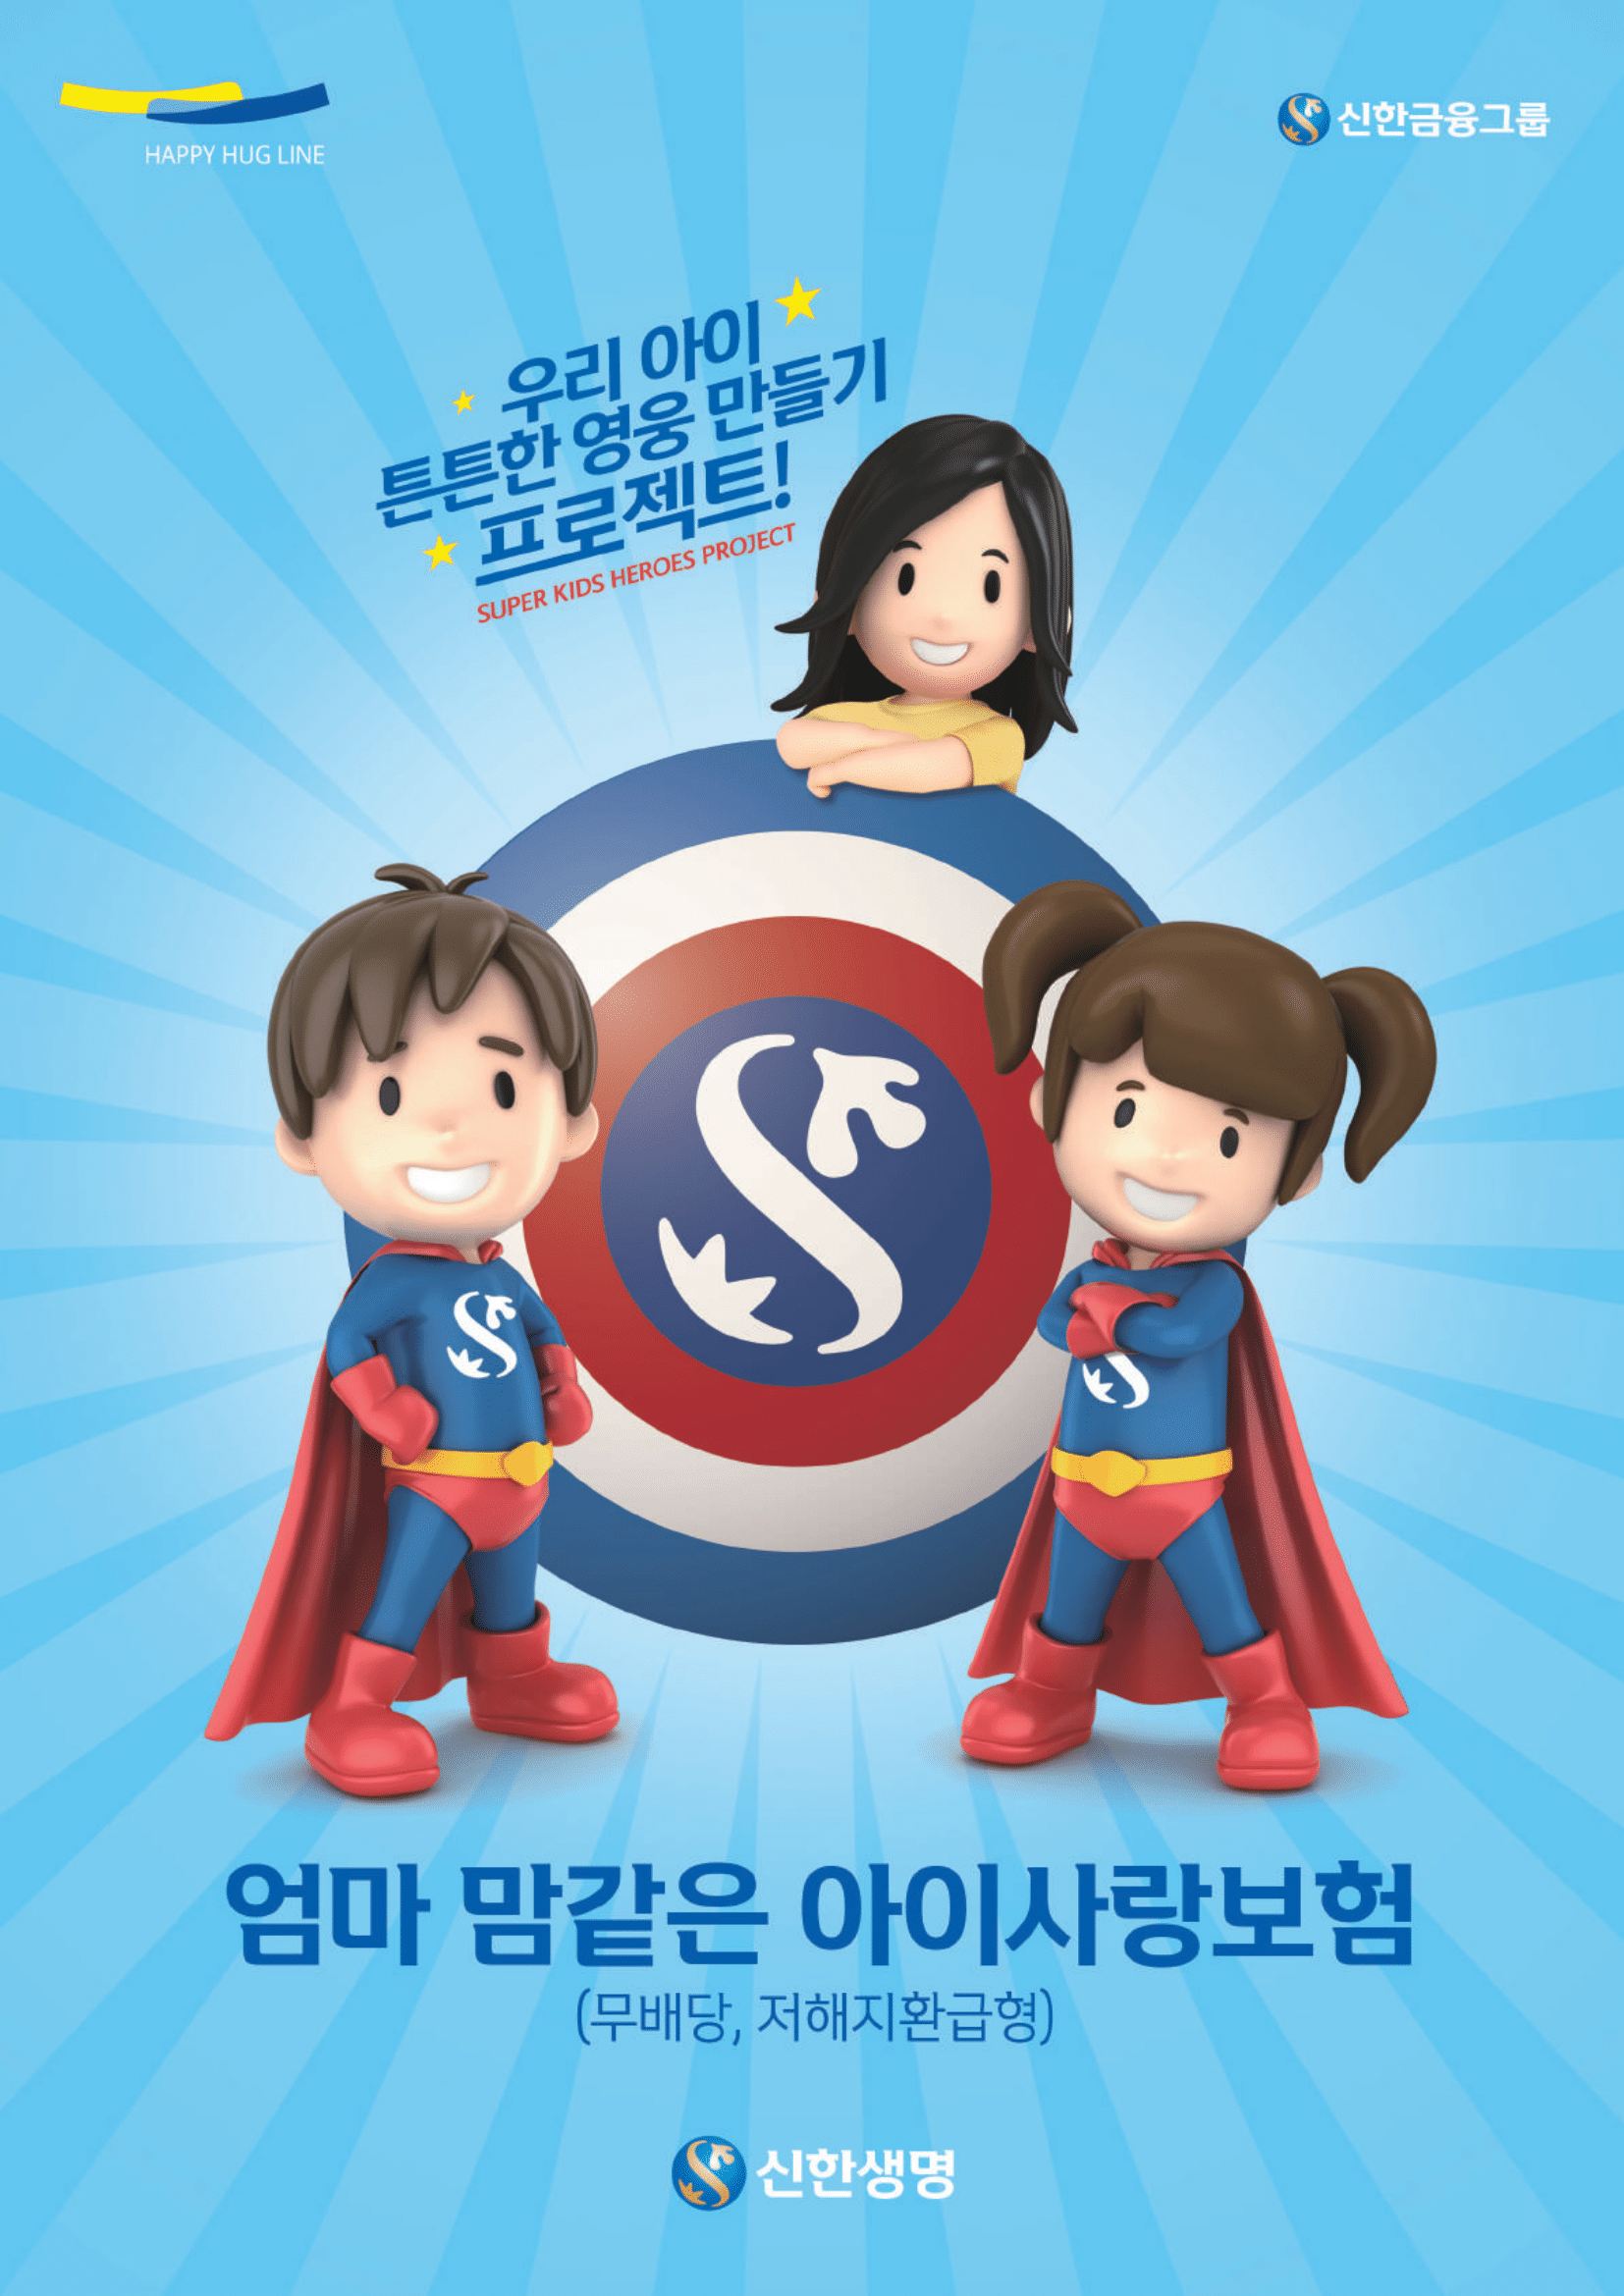 HAPPY HUG LINE
신한금융그룹
우리 아이
튼튼한 영웅 만들기
프로젝트!
SUPER KIDS HEROES PROJECT
엄마 맘같은 아이사랑보험
(무배당, 저해지환급형)
신한생명